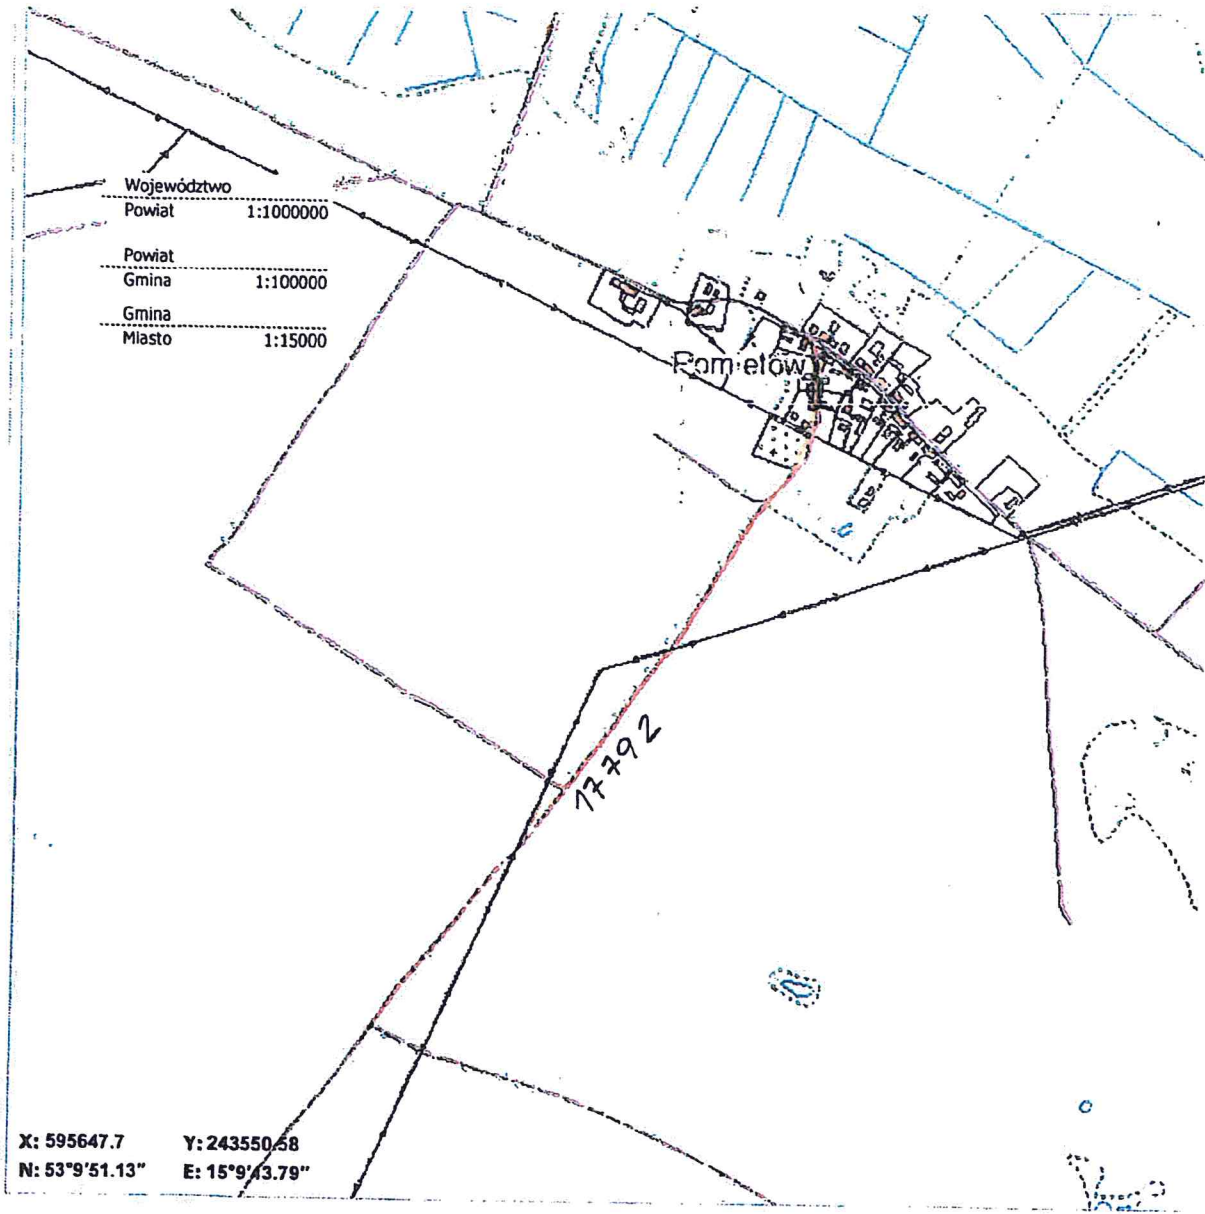 Województwo
Powiat 1:1000000
Powiat
Gmina 1:100000
Gmina
Miasto 1:15000
Pomietów
17792
X: 595647.7 Y: 243550.58
N: 53°9'51.13" E: 15°9'43.79"